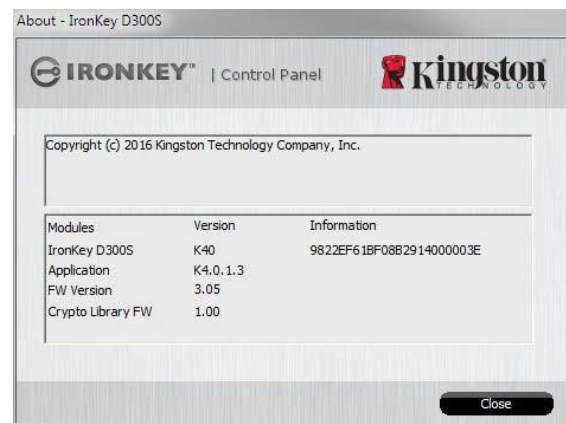 About - IronKey D300S
IRONKEY™ | Control Panel
Kingston
TECHNOLOGY
Copyright (c) 2016 Kingston Technology Company, Inc.
Modules Version Information
IronKey D300S K40 9822EF61BF08B2914000003E
Application K4.0.1.3
FW Version 3.05
Crypto Library FW 1.00
Close